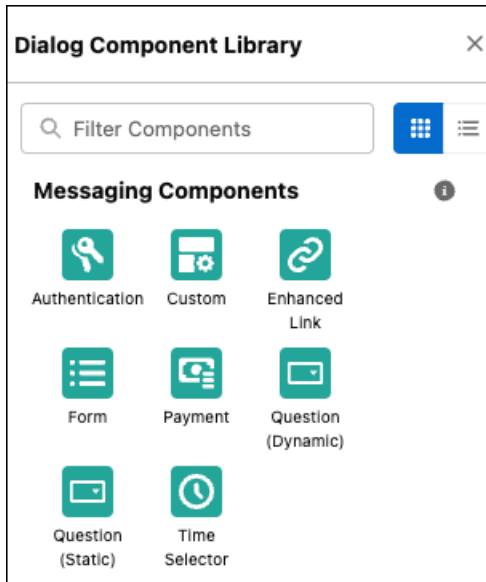 Dialog Component Library
Filter Components
Messaging Components
Authentication
Custom
Enhanced
Link
Form
Payment
Question
(Dynamic)
Question
(Static)
Time
Selector